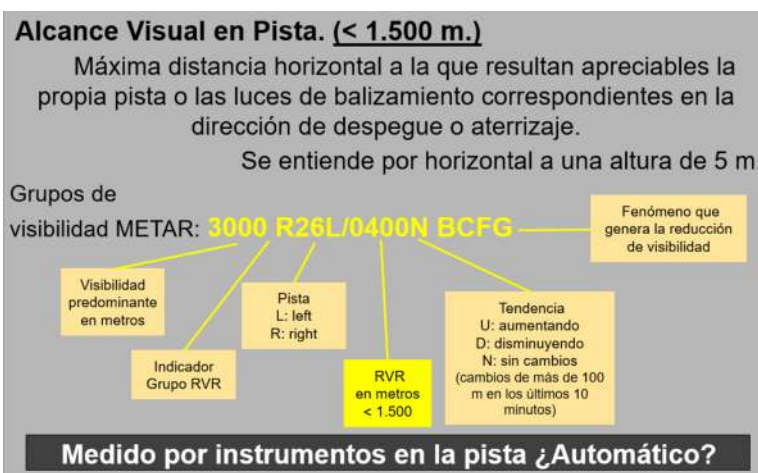 Alcance Visual en Pista. (< 1.500 m.)
Máxima distancia horizontal a la que resultan apreciables la
propia pista o las luces de balizamiento correspondientes en la
dirección de despegue o aterrizaje.
Se entiende por horizontal a una altura de 5 m
Grupos de
visibilidad METAR: 3000 R26L/0400N BCFG
Fenómeno que
genera la reducción
de visibilidad
Visibilidad
predominante
en metros
Indicador
Grupo RVR
Pista
L: left
R: right
RVR
en metros
< 1.500
Tendencia
U: aumentando
D: disminuyendo
N: sin cambios
(cambios de más de 100
m en los últimos 10
minutos)
Medido por instrumentos en la pista ¿Automático?